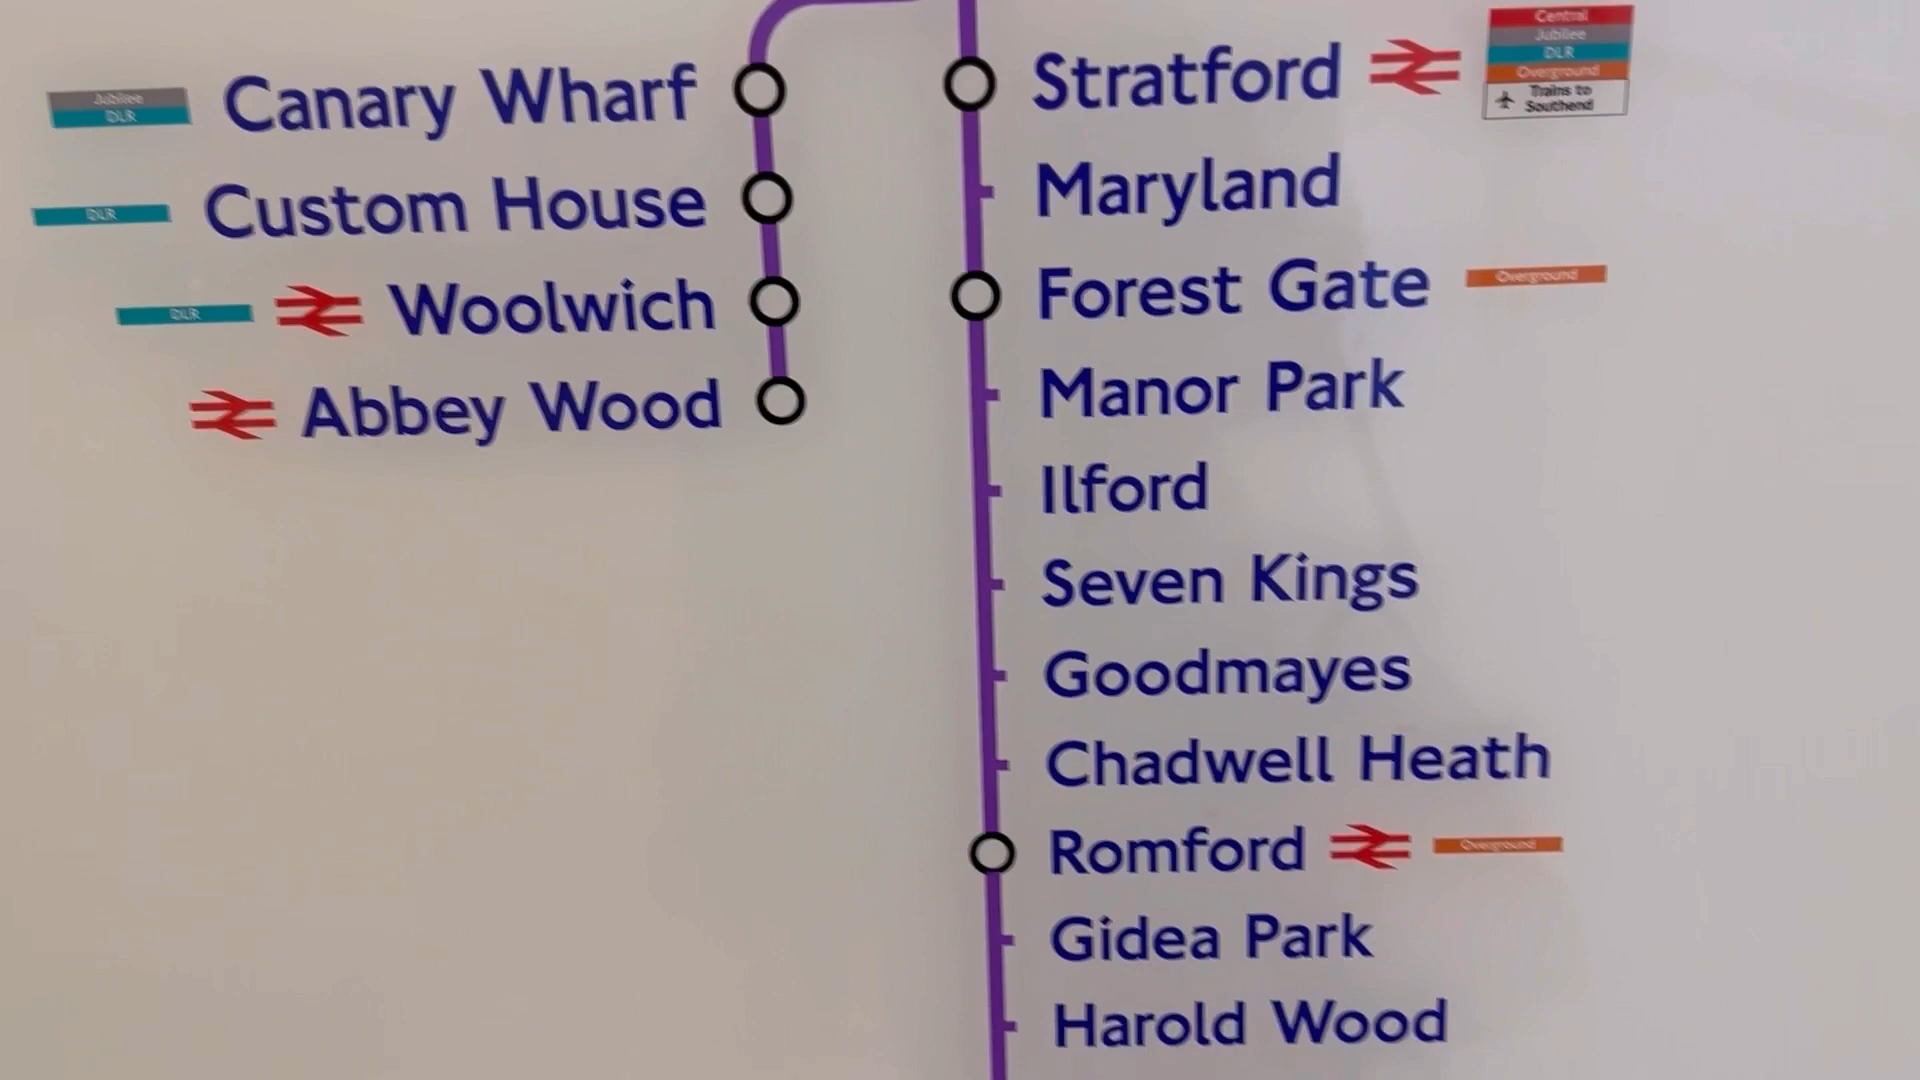 Jubilee
DLR
Canary Wharf
DLR
Custom House
DLR
Woolwich
Abbey Wood
Stratford
Central
Jubilee
DLR
Overground
Trains to
Southend
Maryland
Forest Gate
Overground
Manor Park
Ilford
Seven Kings
Goodmayes
Chadwell Heath
Romford
Overground
Gidea Park
Harold Wood